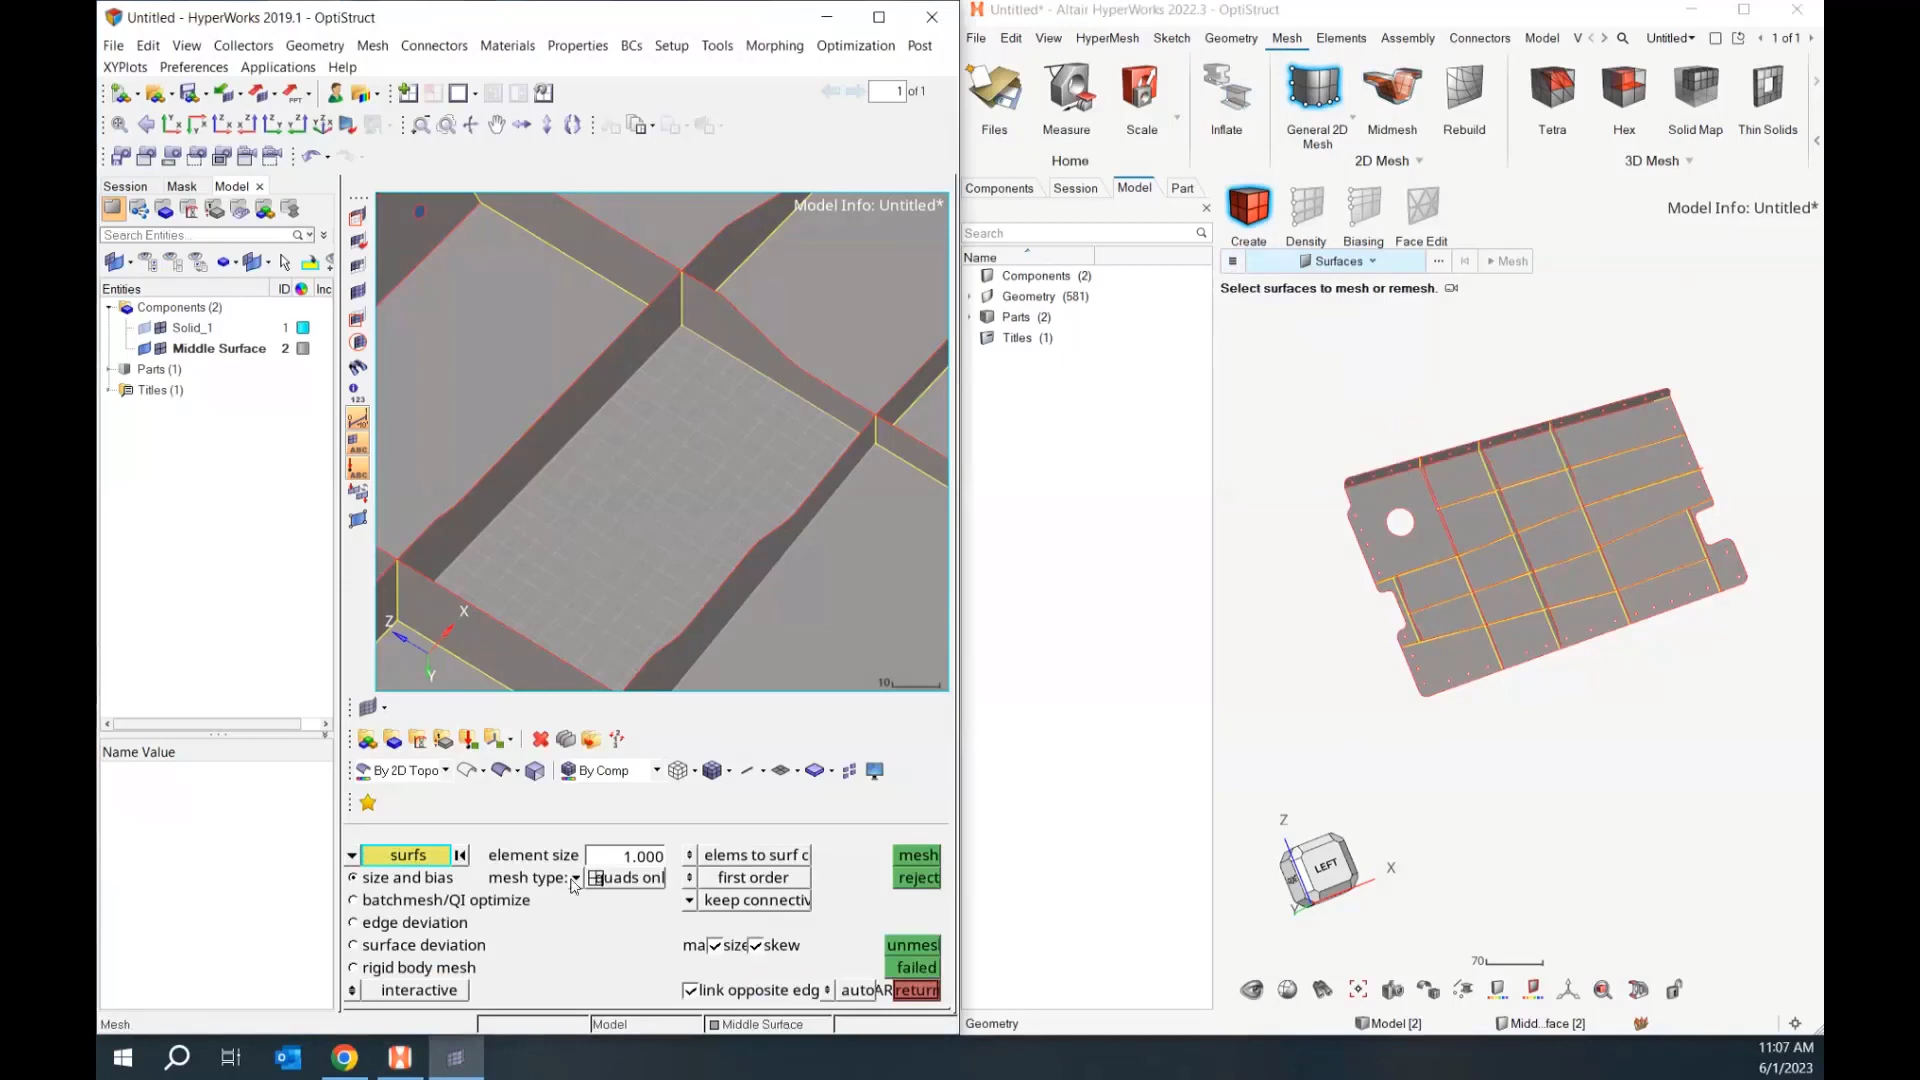 Untitled - HyperWorks 2019.1 - OptiStruct
File Edit View Collectors Geometry Mesh Connectors Materials Properties BCs Setup Tools Morphing Optimization Post
XYPlots Preferences Applications Help
1 of 1
Session Mask Model
Search Entities...
Entities ID Inc
Components (2)
Solid_1 1
Middle Surface 2
Parts (1)
Titles (1)
Name Value
Model Info: Untitled*
X
Z
Y
10
123
ABC
ABC
By 2D Topo By Comp
surfs element size 1.000 elems to surf c mesh
size and bias mesh type: quads onl first order reject
batchmesh/QI optimize keep connectiv
edge deviation
surface deviation ma size skew unmes
rigid body mesh failed
interactive link opposite edg autoAR return
Mesh Model Middle Surface
Untitled* - Altair HyperWorks 2022.3 - OptiStruct
File Edit View HyperMesh Sketch Geometry Mesh Elements Assembly Connectors Model V Untitled 1 of 1
Files Measure Scale Inflate General 2D Mesh Midmesh Rebuild Tetra Hex Solid Map Thin Solids
Home 2D Mesh 3D Mesh
Components Session Model Part
Search
Name
Components (2)
Geometry (581)
Parts (2)
Titles (1)
Create Density Biasing Face Edit
Surfaces ... Mesh
Select surfaces to mesh or remesh.
Model Info: Untitled*
Z
LEFT
X
Y
70
Geometry Model [2] Midd...face [2]
11:07 AM
6/1/2023